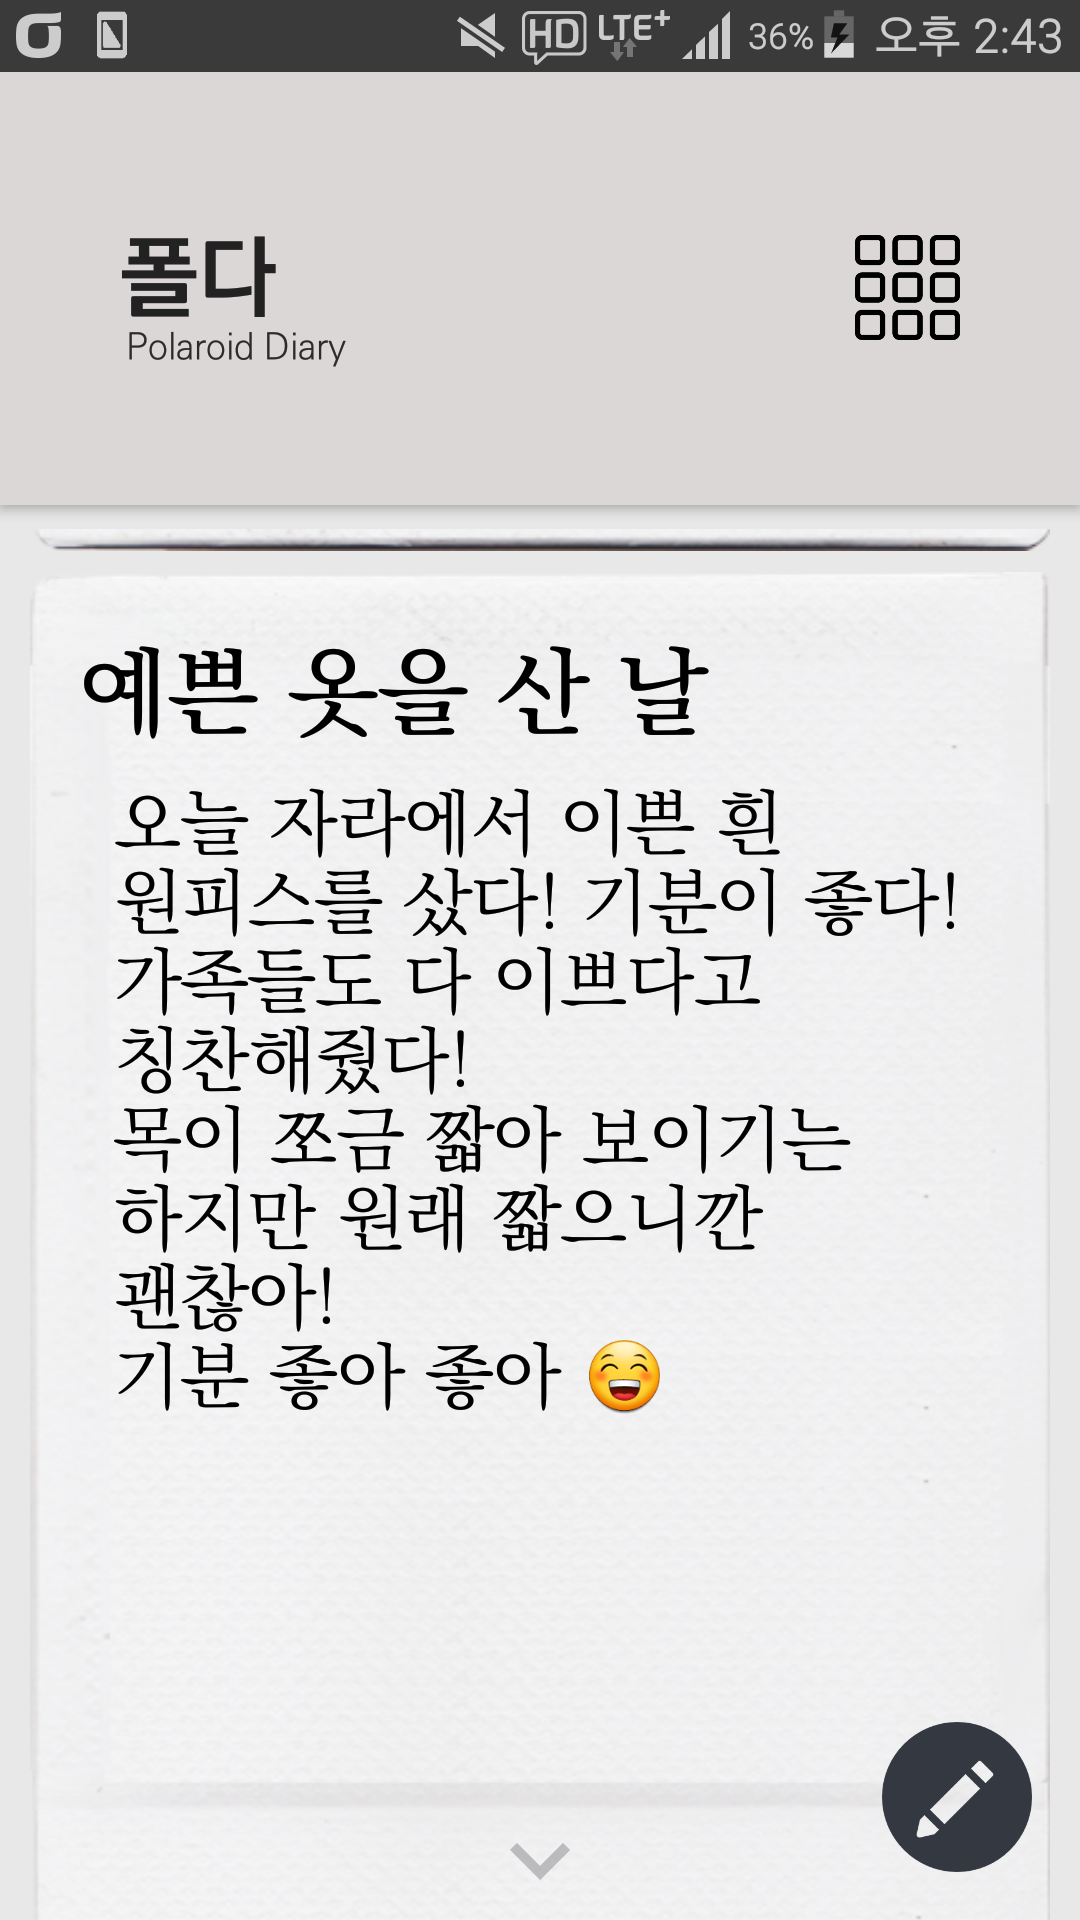 HD LTE+ 36% 오후 2:43
폴다
Polaroid Diary
예쁜 옷을 산 날
오늘 자라에서 이쁜 흰
원피스를 샀다! 기분이 좋다!
가족들도 다 이쁘다고
칭찬해줬다!
목이 쪼금 짧아 보이기는
하지만 원래 짧으니깐
괜찮아!
기분 좋아 좋아 😁